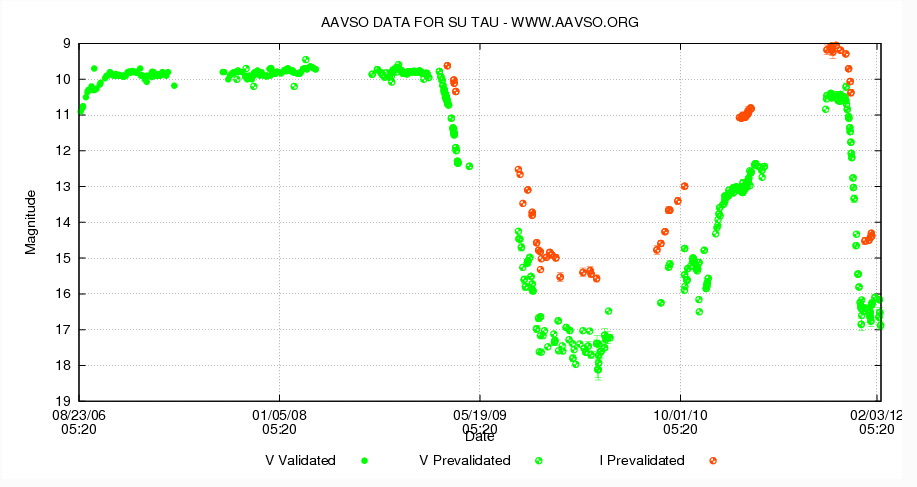 AAVSO DATA FOR SU TAU - WWW.AAVSO.ORG
9
10
11
12
13
14
15
16
17
18
19
Magnitude
08/23/06 01/05/08 05/19/09 10/01/10 02/03/12
05:20 05:20 05:20 05:20 05:20
Date
V Validated V Prevalidated I Prevalidated